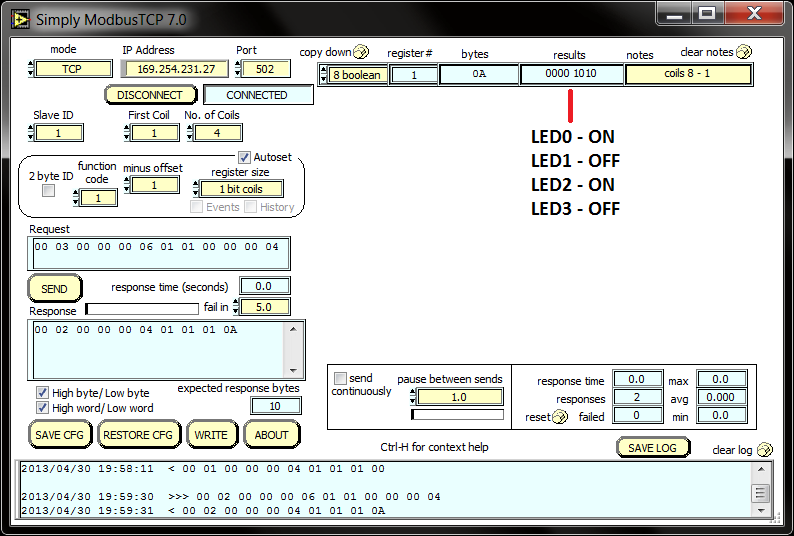 Simply ModbusTCP 7.0
mode IP Address Port
TCP 169.254.231.27 502
DISCONNECT CONNECTED
copy down register# bytes results notes clear notes
8 boolean 1 0A 0000 1010 coils 8 - 1
LED0 - ON
LED1 - OFF
LED2 - ON
LED3 - OFF
Slave ID First Coil No. of Coils
1 1 4
Autoset
2 byte ID function code minus offset register size
1 1 1 bit coils
Events History
Request
00 03 00 00 00 06 01 01 00 00 00 04
SEND response time (seconds) 0.0
Response fail in 5.0
00 02 00 00 00 04 01 01 01 0A
High byte/Low byte
High word/Low word
expected response bytes
10
SAVE CFG RESTORE CFG WRITE ABOUT
send continuously
pause between sends
1.0
response time 0.0 max 0.0
responses 2 avg 0.000
reset failed 0 min 0.0
Ctrl-H for context help SAVE LOG clear log
2013/04/30 19:58:11 < 00 01 00 00 00 04 01 01 01 00
2013/04/30 19:59:30 >>> 00 02 00 00 00 06 01 01 00 00 00 04
2013/04/30 19:59:31 < 00 02 00 00 00 04 01 01 01 0A